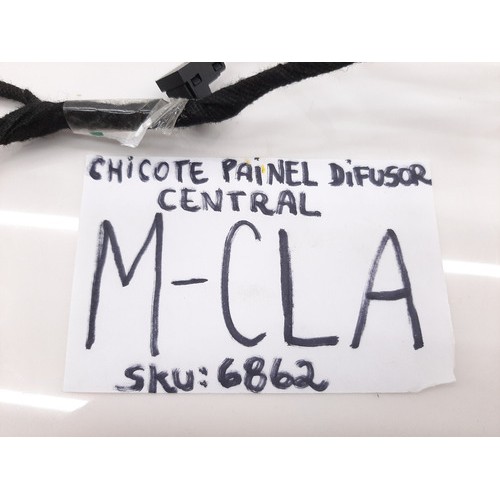 CHICOTE PAINEL DiFUSOR
CENTRAL
M-CLA
SKU: 6862